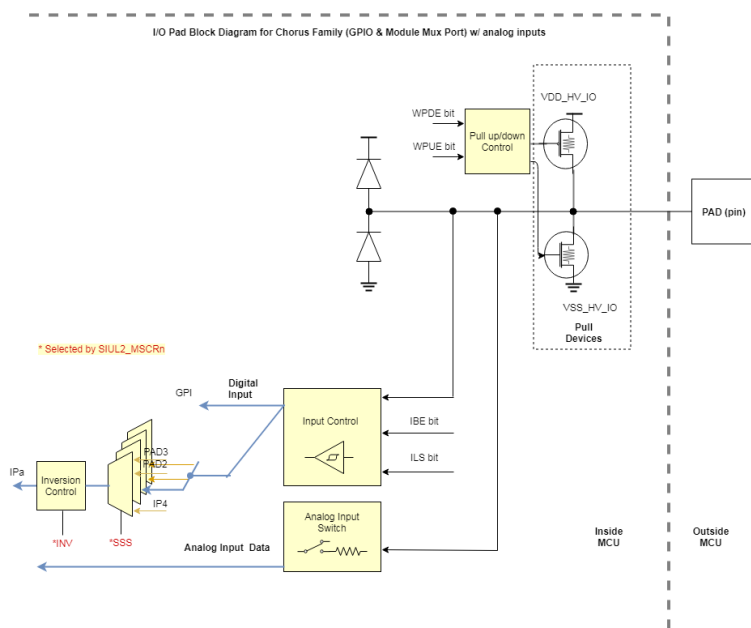 I/O Pad Block Diagram for Chorus Family (GPIO & Module Mux Port) w/ analog inputs
VDD_HV_IO
WPDE bit
Pull up/down
Control
WPUE bit
PAD (pin)
VSS_HV_IO
Pull
Devices
* Selected by SIUL2_MSCRn
Digital
Input
GPI
Input Control
IBE bit
ILS bit
PAD3
PAD2
IP4
IPa
Inversion
Control
*INV
*SSS
Analog Input
Switch
Analog Input Data
Inside
MCU
Outside
MCU